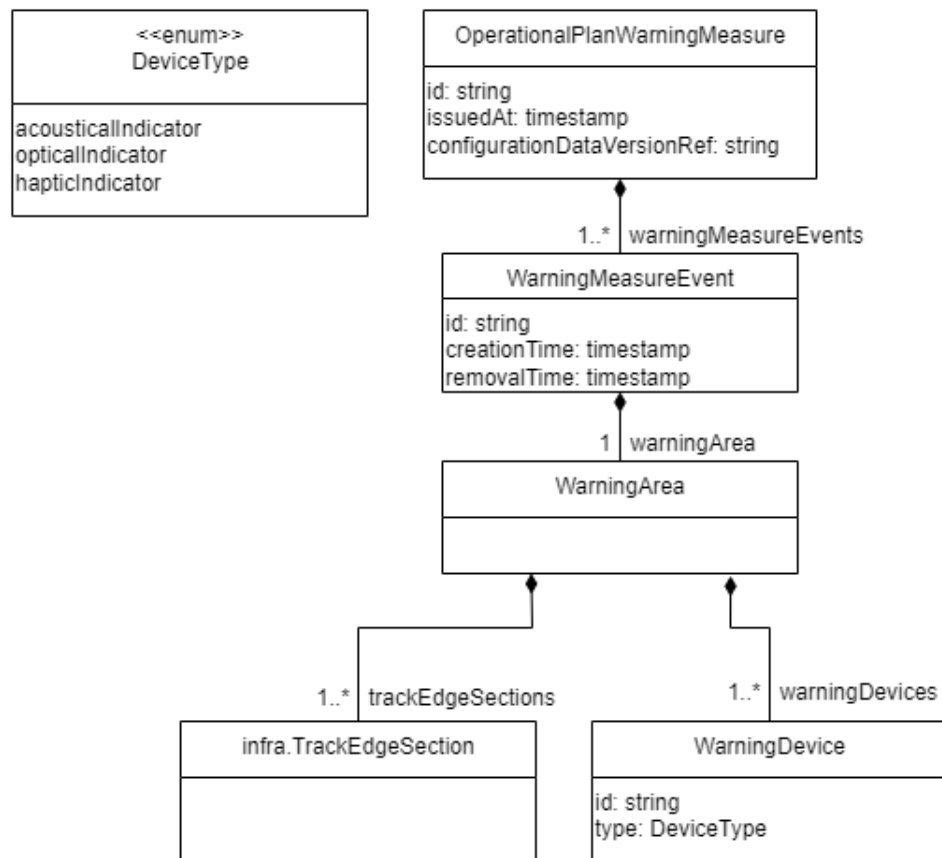 <<enum>>
DeviceType
acousticalIndicator
opticalIndicator
hapticIndicator
OperationalPlanWarningMeasure
id: string
issuedAt: timestamp
configurationDataVersionRef: string
1..* warningMeasureEvents
WarningMeasureEvent
id: string
creationTime: timestamp
removalTime: timestamp
1 warningArea
WarningArea
1..* trackEdgeSections
1..* warningDevices
infra.TrackEdgeSection
WarningDevice
id: string
type: DeviceType